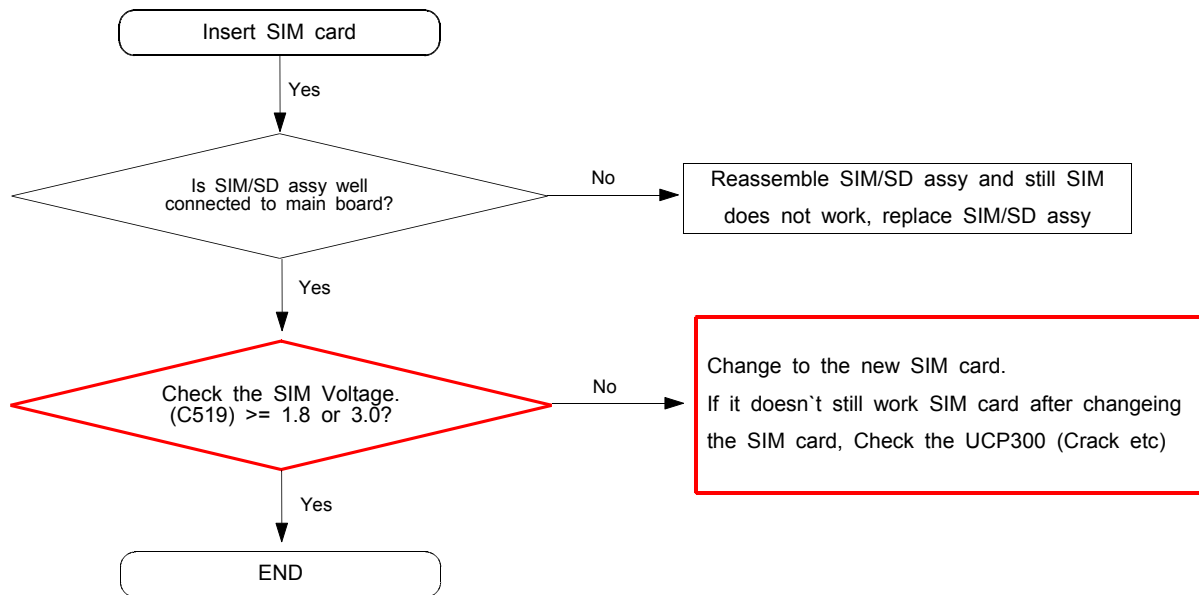 Insert SIM card
Yes
Is SIM/SD assy well
connected to main board?
No
Reassemble SIM/SD assy and still SIM
does not work, replace SIM/SD assy
Yes
Check the SIM Voltage.
(C519) >= 1.8 or 3.0?
No
Change to the new SIM card.
If it doesn`t still work SIM card after changeing
the SIM card, Check the UCP300 (Crack etc)
Yes
END